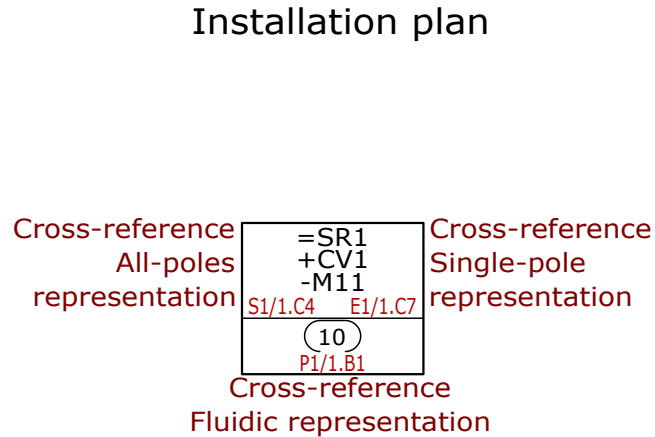 Installation plan
Cross-reference
All-poles
representation
=SR1
+CV1
-M11
S1/1.C4 E1/1.C7
10
P1/1.B1
Cross-reference
Single-pole
representation
Cross-reference
Fluidic representation